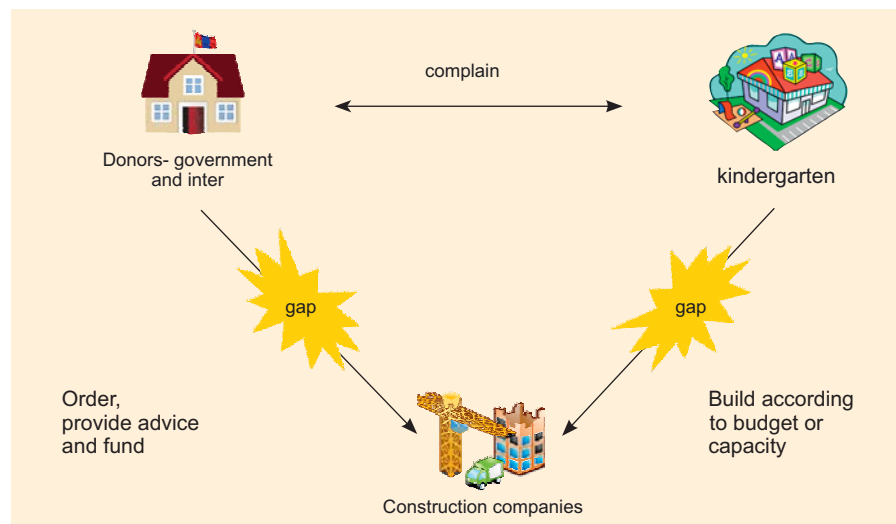 complain
Donors- government
and inter
kindergarten
gap
gap
Order,
provide advice
and fund
Build according
to budget or
capacity
Construction companies